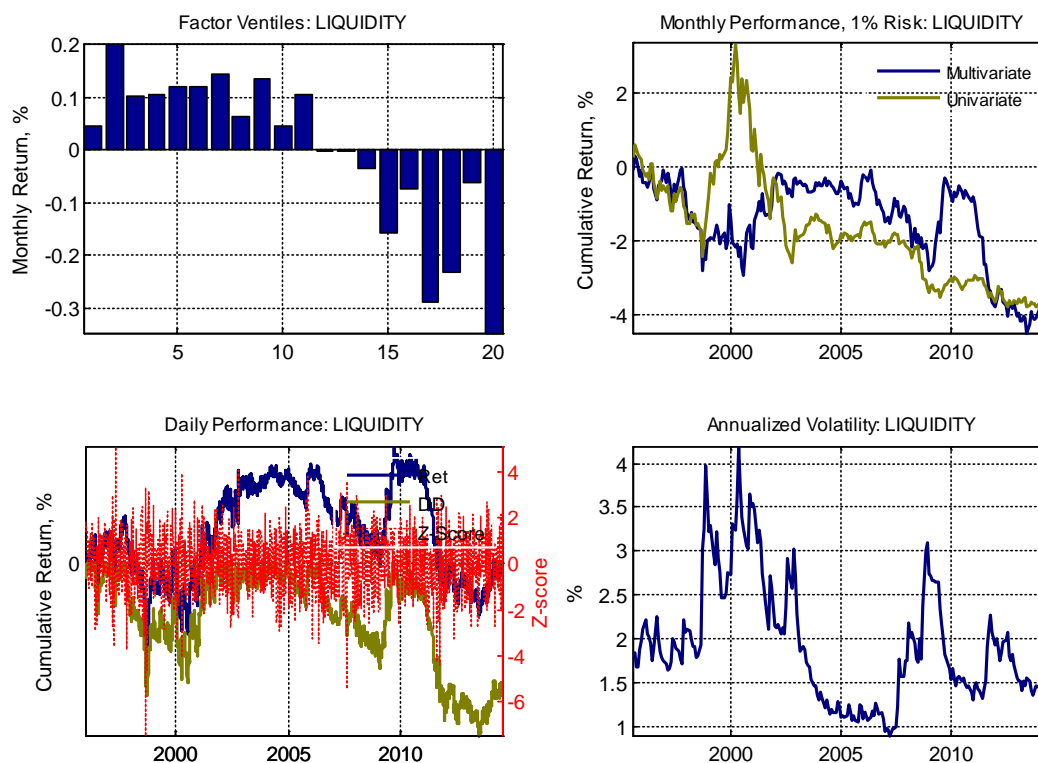 Factor Ventiles: LIQUIDITY
Monthly Return, %
0.2
0.1
0
-0.1
-0.2
-0.3
5
10
15
20
Monthly Performance, 1% Risk: LIQUIDITY
Cumulative Return, %
2
0
-2
-4
2000
2005
2010
Multivariate
Univariate
Daily Performance: LIQUIDITY
Cumulative Return, %
0
2000
2005
2010
Ret
DD
Z-Score
4
2
0
-2
-4
-6
Z-score
Annualized Volatility: LIQUIDITY
%
4
3.5
3
2.5
2
1.5
1
2000
2005
2010